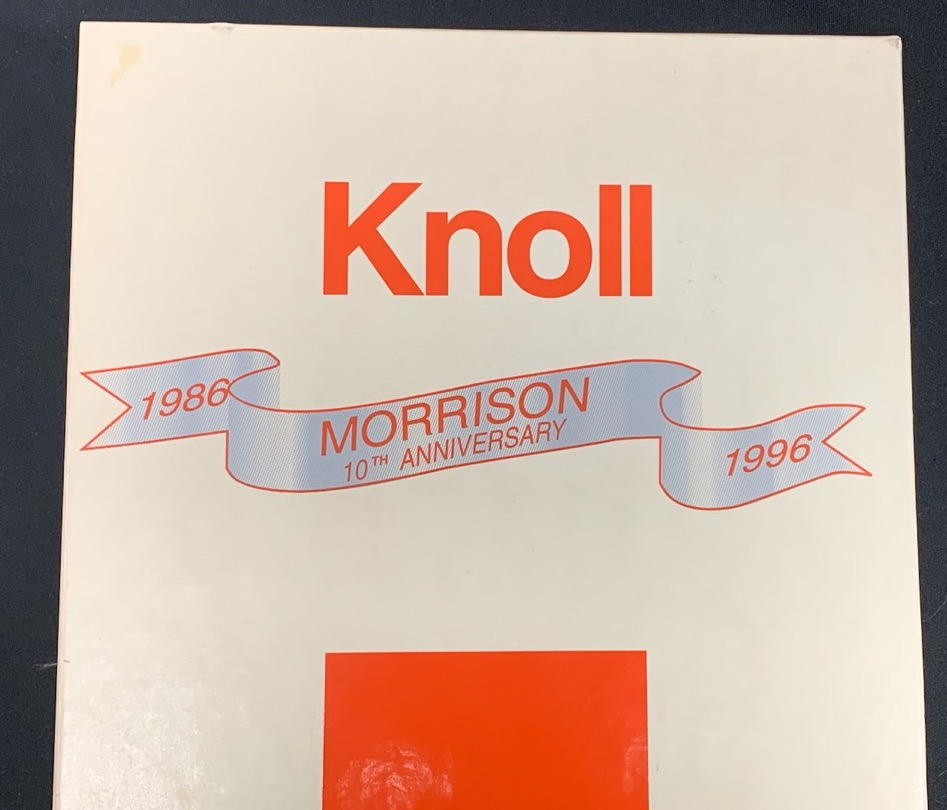 Knoll
1986
MORRISON
10TH ANNIVERSARY
1996